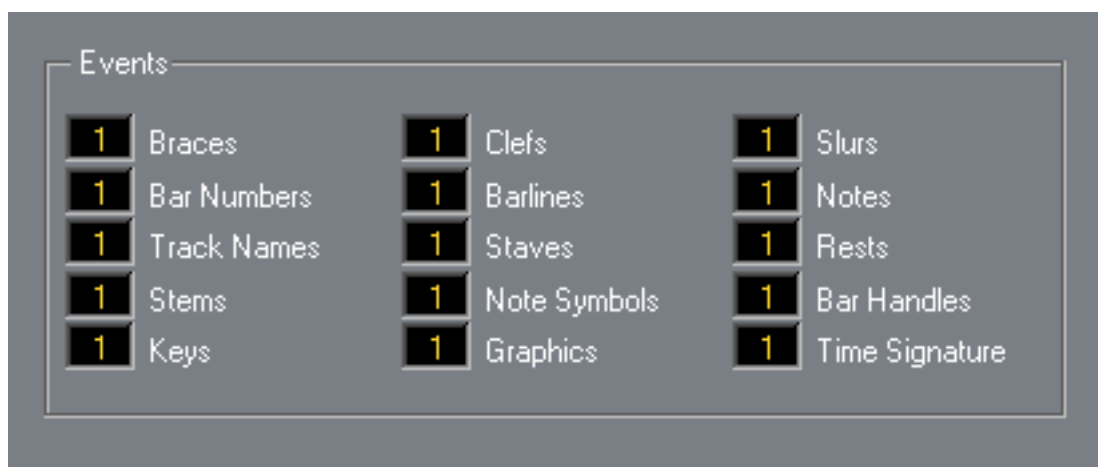 Events
1 Braces 1 Clefs 1 Slurs
1 Bar Numbers 1 Barlines 1 Notes
1 Track Names 1 Staves 1 Rests
1 Stems 1 Note Symbols 1 Bar Handles
1 Keys 1 Graphics 1 Time Signature